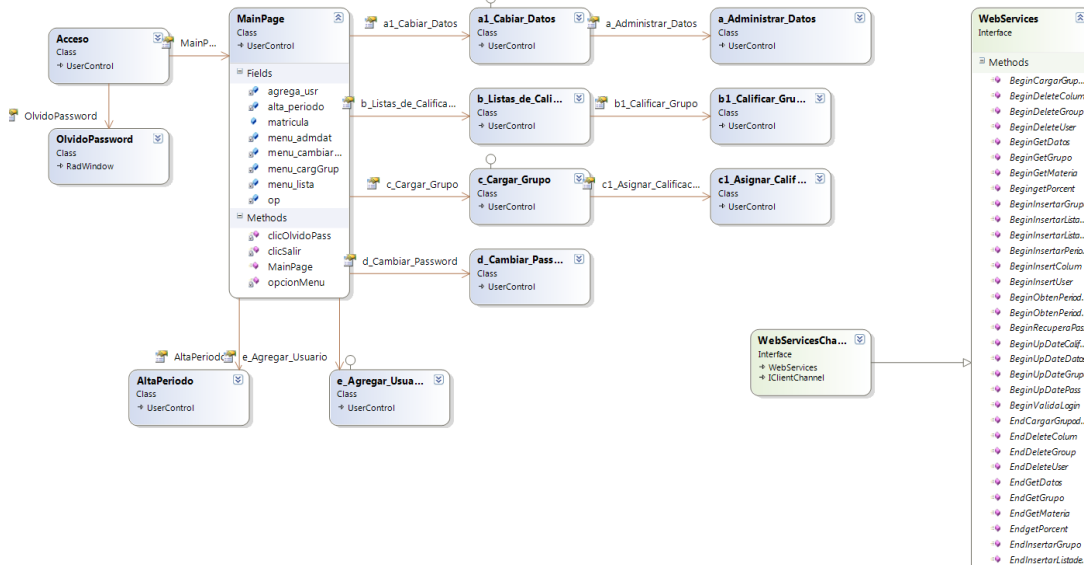 Acceso
Class
UserControl
MainP...
OlvidoPassword
OlvidoPassword
Class
RadWindow
MainPage
Class
UserControl
Fields
agrega_usr
alta_periodo
matricula
menu_admdat
menu_cambiar...
menu_cargGrup
menu_lista
op
Methods
clicOlvidoPass
clicSalir
MainPage
opcionMenu
a1_Cabiar_Datos
a1_Cabiar_Datos
Class
UserControl
a_Administrar_Datos
a_Administrar_Datos
Class
UserControl
b_Listas_de_Califica...
b_Listas_de_Cali...
Class
UserControl
b1_Calificar_Grupo
b1_Calificar_Gru...
Class
UserControl
c_Cargar_Grupo
c_Cargar_Grupo
Class
UserControl
c1_Asignar_Calificac...
c1_Asignar_Calif...
Class
UserControl
d_Cambiar_Password
d_Cambiar_Pass...
Class
UserControl
AltaPeriodo
e_Agregar_Usuario
AltaPeriodo
Class
UserControl
e_Agregar_Usua...
Class
UserControl
WebServicesCha...
Interface
WebServices
IClientChannel
WebServices
Interface
Methods
BeginCargarGrup...
BeginDeleteColum
BeginDeleteGroup
BeginDeleteUser
BeginGetDatos
BeginGetGrupo
BeginGetMateria
BegingetPorcent
BeginInsertarGrup
BeginInsertarLista...
BeginInsertarLista...
BeginInsertarPerio...
BeginInsertColum
BeginInsertUser
BeginObtenPeriod...
BeginObtenPeriod...
BeginRecuperaPas
BeginUpDateCalif...
BeginUpDateDatos
BeginUpDateGrup
BeginUpDatePass
BeginValidaLogin
EndCargarGrupod...
EndDeleteColum
EndDeleteGroup
EndDeleteUser
EndGetDatos
EndGetGrupo
EndGetMateria
EndgetPorcent
EndInsertarGrupo
EndInsertarListade